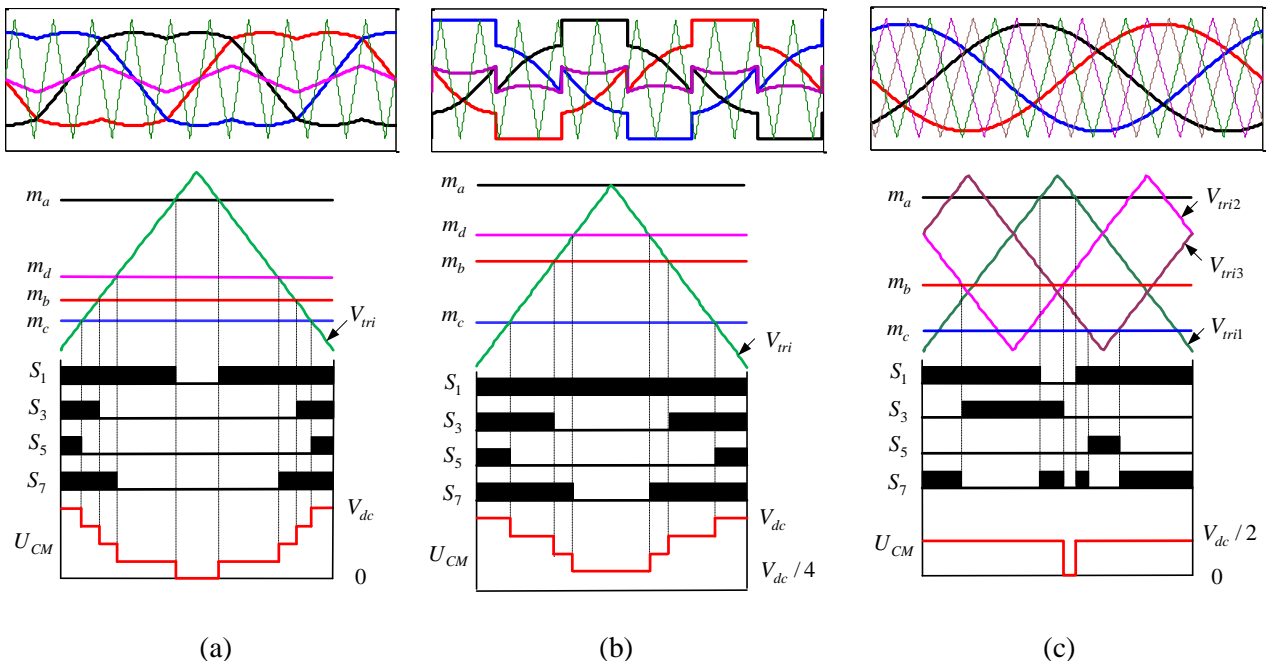 m_a
m_d
m_b
m_c
V_tri
S_1
S_3
S_5
S_7
V_dc
U_CM
0
(a)
m_a
m_d
m_b
m_c
V_tri
S_1
S_3
S_5
S_7
V_dc
U_CM
V_dc / 4
(b)
m_a
V_tri2
V_tri3
m_b
m_c
V_tri1
S_1
S_3
S_5
S_7
V_dc / 2
U_CM
0
(c)